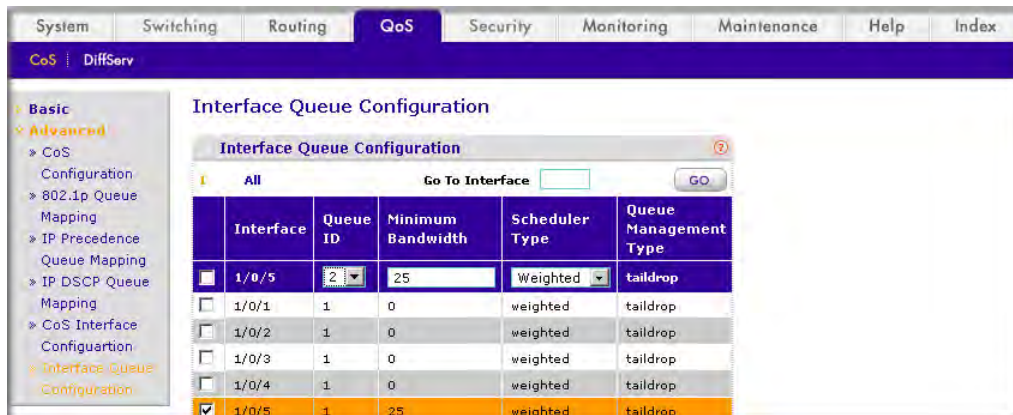 System Switching Routing QoS Security Monitoring Maintenance Help Index
CoS | DiffServ
Basic
Advanced
» CoS
Configuration
» 802.1p Queue
Mapping
» IP Precedence
Queue Mapping
» IP DSCP Queue
Mapping
» CoS Interface
Configuartion
» Interface Queue
Configuration
Interface Queue Configuration
Interface Queue Configuration ?
1 All Go To Interface GO
Interface Queue ID Minimum Bandwidth Scheduler Type Queue Management Type
1/0/5 2 25 Weighted taildrop
1/0/1 1 0 weighted taildrop
1/0/2 1 0 weighted taildrop
1/0/3 1 0 weighted taildrop
1/0/4 1 0 weighted taildrop
1/0/5 1 25 weighted taildrop